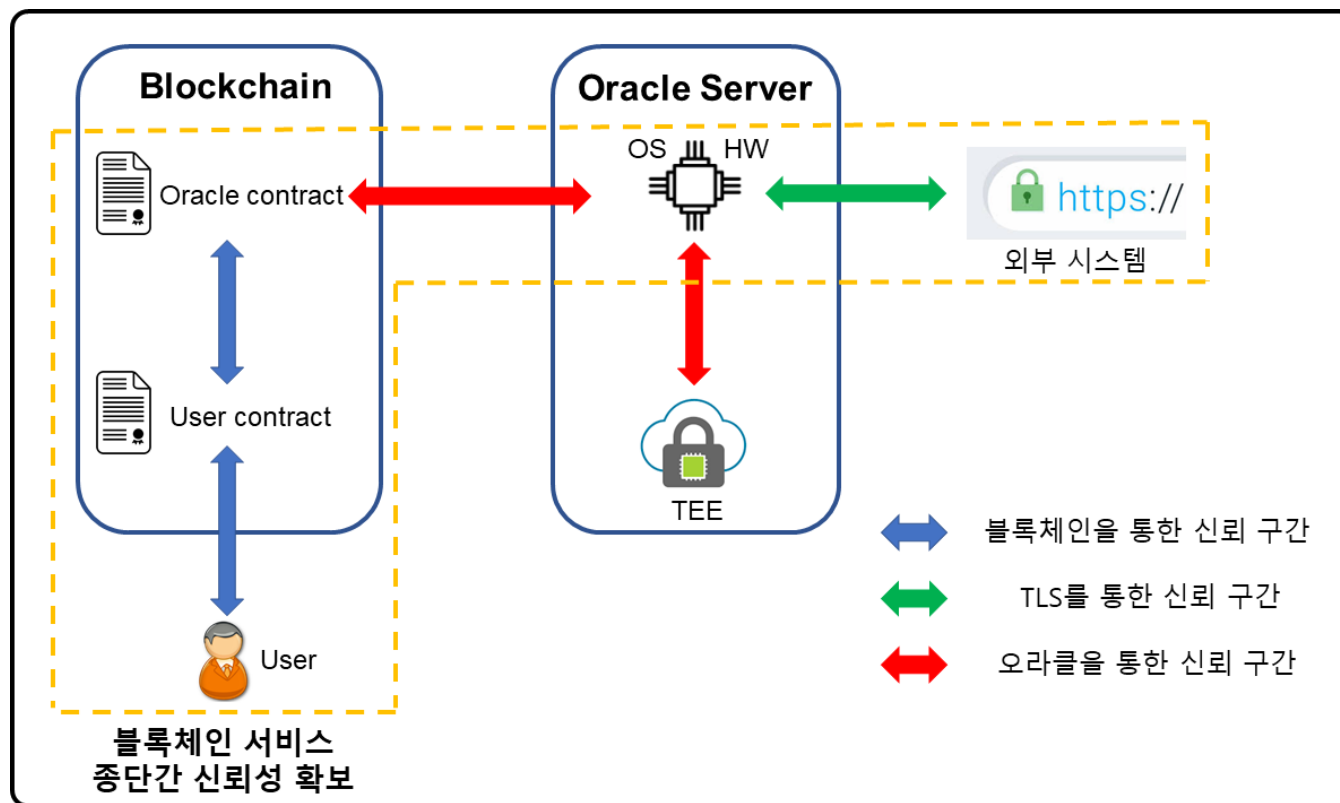 Blockchain
Oracle Server
OS
HW
Oracle contract
https://
외부 시스템
User contract
TEE
블록체인을 통한 신뢰 구간
TLS를 통한 신뢰 구간
User
오라클을 통한 신뢰 구간
블록체인 서비스
종단간 신뢰성 확보